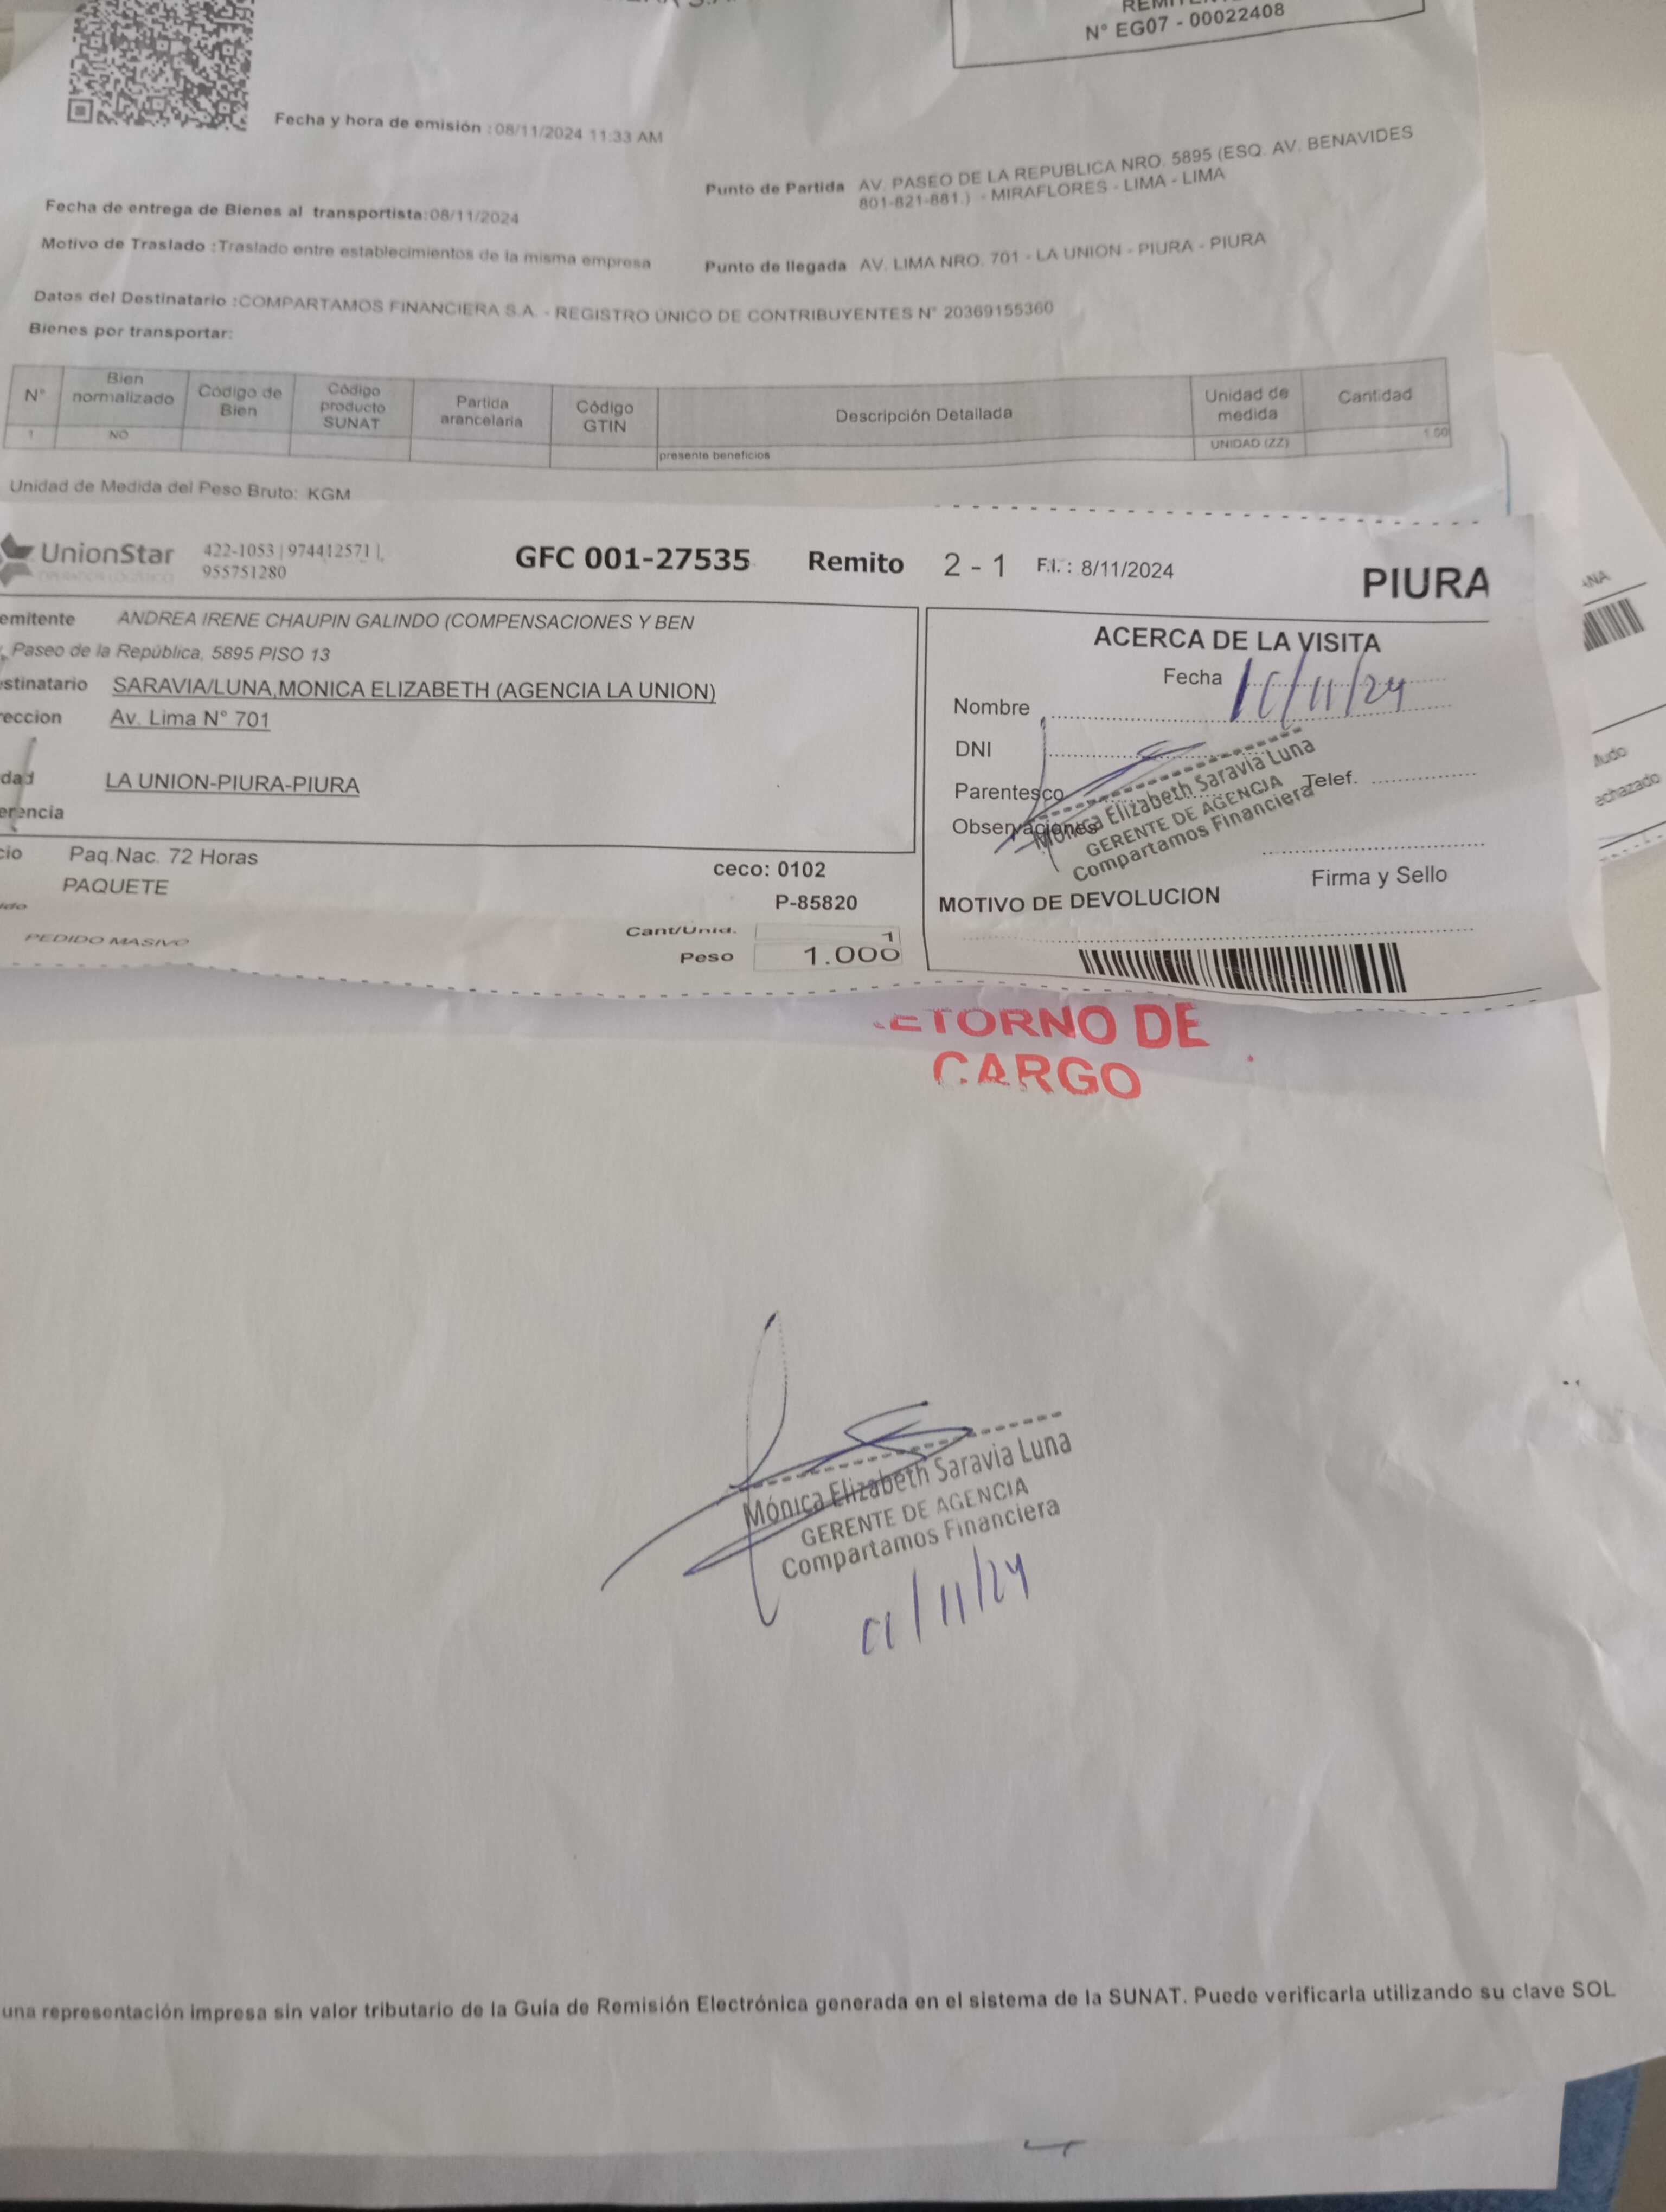 N° EG07 - 00022408
Fecha y hora de emisión : 08/11/2024 11:33 AM
Punto de Partida AV. PASEO DE LA REPUBLICA NRO. 5895 (ESQ. AV. BENAVIDES
801-821-881.) - MIRAFLORES - LIMA - LIMA
Fecha de entrega de Bienes al transportista:08/11/2024
Motivo de Traslado :Traslado entre establecimientos de la misma empresa
Punto de llegada AV. LIMA NRO. 701 - LA UNION - PIURA - PIURA
Datos del Destinatario :COMPARTAMOS FINANCIERA S.A. - REGISTRO ÚNICO DE CONTRIBUYENTES N° 20369155360
Bienes por transportar:
N° Bien normalizado Código de Bien Código producto SUNAT Partida arancelaria Código GTIN Descripción Detallada Unidad de medida Cantidad
1 NO presente beneficios UNIDAD (ZZ) 1.00
Unidad de Medida del Peso Bruto: KGM
UnionStar
OPERADOR LOGÍSTICO
422-1053 | 974412571 |,
955751280
GFC 001-27535 Remito 2 - 1 F.I. : 8/11/2024 PIURA
emitente ANDREA IRENE CHAUPIN GALINDO (COMPENSACIONES Y BEN
Paseo de la República, 5895 PISO 13
stinatario SARAVIA/LUNA,MONICA ELIZABETH (AGENCIA LA UNION)
reccion Av. Lima N° 701
dad LA UNION-PIURA-PIURA
erencia
cio Paq.Nac. 72 Horas
PAQUETE
PEDIDO MASIVO
ceco: 0102
P-85820
Cant/Unid. 1
Peso 1.000
ACERCA DE LA VISITA
Fecha /11/24
Nombre
DNI
Parentesco
Telef.
Observaciones
Mónica Elizabeth Saravia Luna
GERENTE DE AGENCIA
Compartamos Financiera
Firma y Sello
MOTIVO DE DEVOLUCION
ETORNO DE
CARGO
Mónica Elizabeth Saravia Luna
GERENTE DE AGENCIA
Compartamos Financiera
/11/24
una representación impresa sin valor tributario de la Guía de Remisión Electrónica generada en el sistema de la SUNAT. Puede verificarla utilizando su clave SOL
ANA
echazado